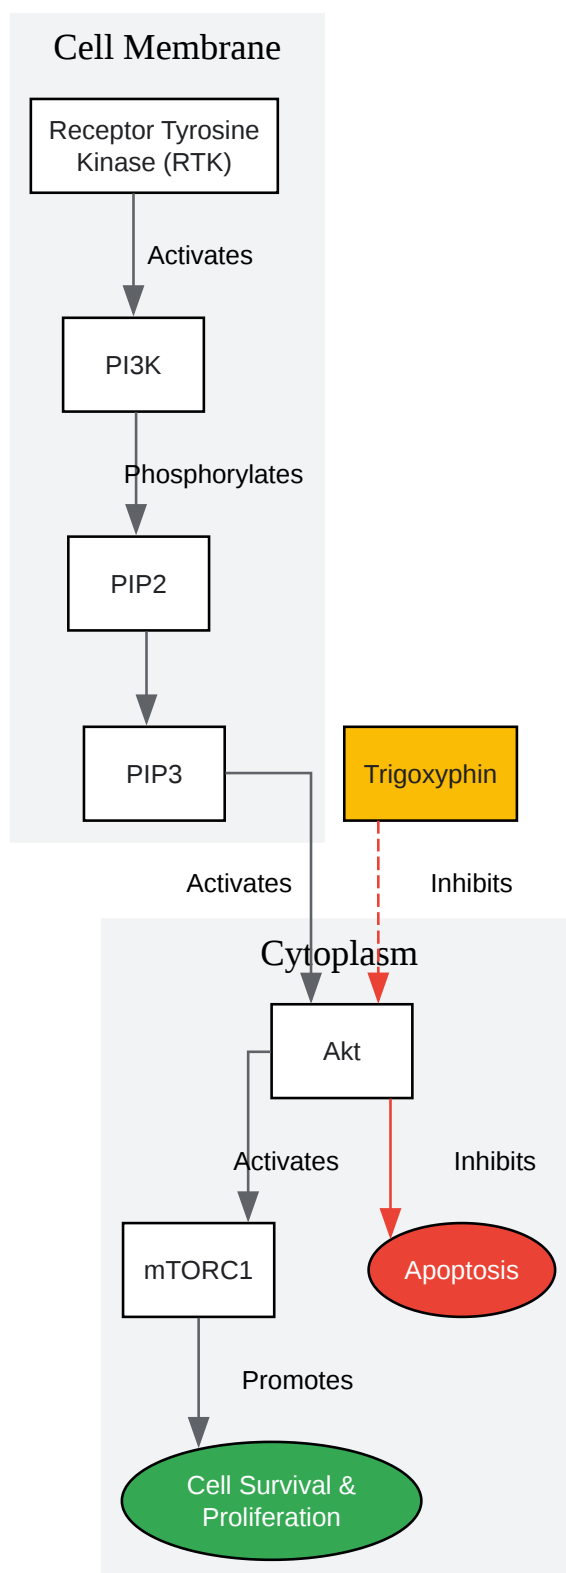 Cell Membrane
Receptor Tyrosine
Kinase (RTK)
Activates
PI3K
Phosphorylates
PIP2
PIP3
Trigoxyphin
Activates
Inhibits
Cytoplasm
Akt
Activates
Inhibits
mTORC1
Apoptosis
Promotes
Cell Survival &
Proliferation